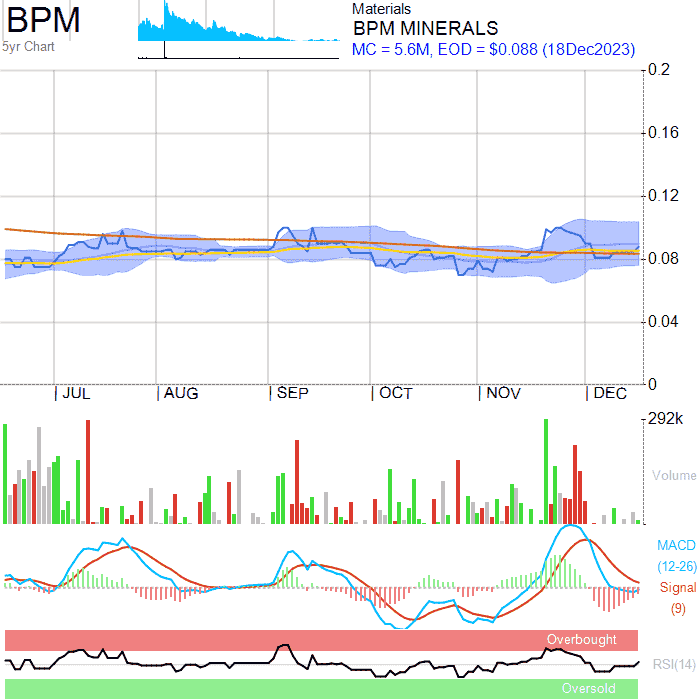 BPM
5yr Chart
Materials
BPM MINERALS
MC = 5.6M, EOD = $0.088 (18Dec2023)
0.2
0.16
0.12
0.08
0.04
0
JUL AUG SEP OCT NOV DEC
292k
Volume
MACD
(12-26)
Signal
(9)
Overbought
RSI(14)
Oversold